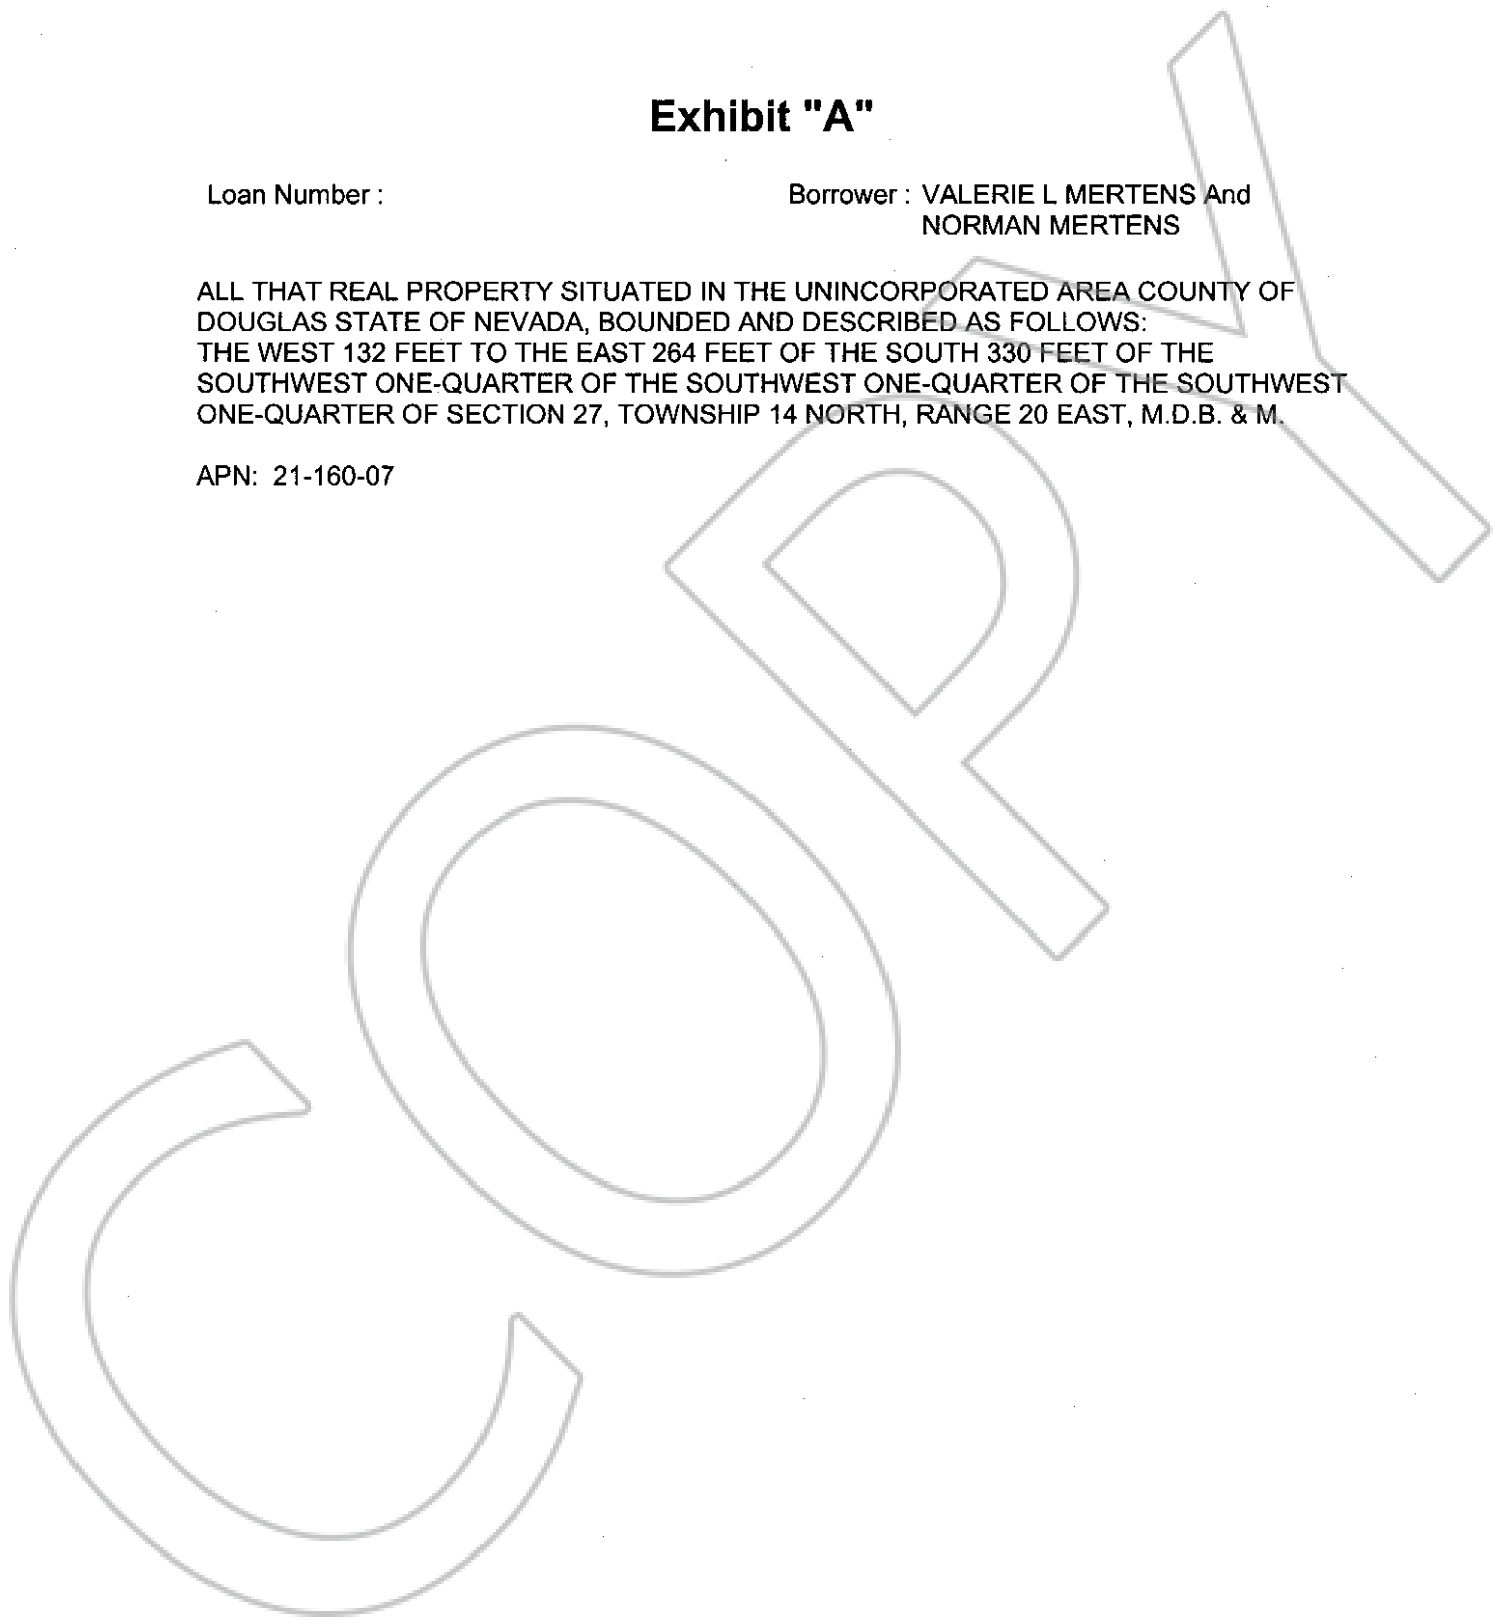 Exhibit "A"
Loan Number : Borrower : VALERIE L MERTENS And
NORMAN MERTENS
ALL THAT REAL PROPERTY SITUATED IN THE UNINCORPORATED AREA COUNTY OF
DOUGLAS STATE OF NEVADA, BOUNDED AND DESCRIBED AS FOLLOWS:
THE WEST 132 FEET TO THE EAST 264 FEET OF THE SOUTH 330 FEET OF THE
SOUTHWEST ONE-QUARTER OF THE SOUTHWEST ONE-QUARTER OF THE SOUTHWEST
ONE-QUARTER OF SECTION 27, TOWNSHIP 14 NORTH, RANGE 20 EAST, M.D.B. & M.
APN: 21-160-07
COPY